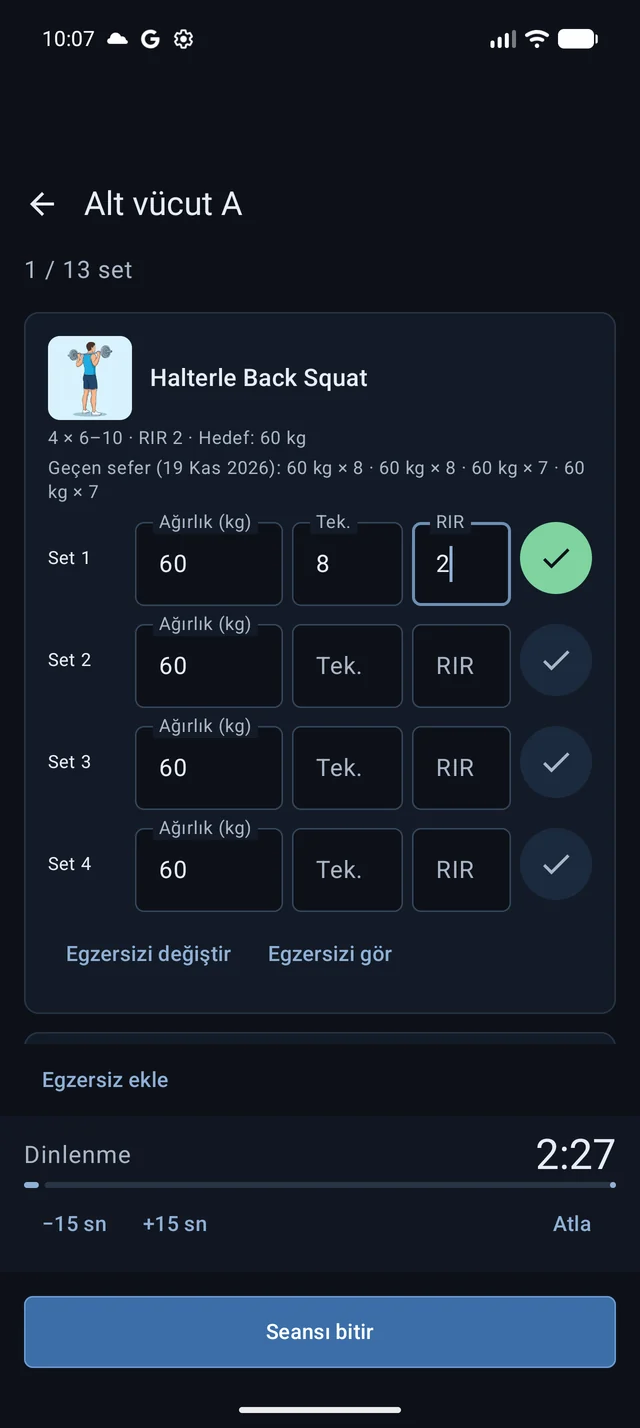 10:07
Alt vücut A
1 / 13 set
Halterle Back Squat
4 × 6–10 · RIR 2 · Hedef: 60 kg
Geçen sefer (19 Kas 2026): 60 kg × 8 · 60 kg × 8 · 60 kg × 7 · 60
kg × 7
Ağırlık (kg) Tek. RIR
Set 1 60 8 2
Ağırlık (kg)
Set 2 60 Tek. RIR
Ağırlık (kg)
Set 3 60 Tek. RIR
Ağırlık (kg)
Set 4 60 Tek. RIR
Egzersizi değiştir Egzersizi gör
Egzersiz ekle
Dinlenme 2:27
−15 sn +15 sn Atla
Seansı bitir